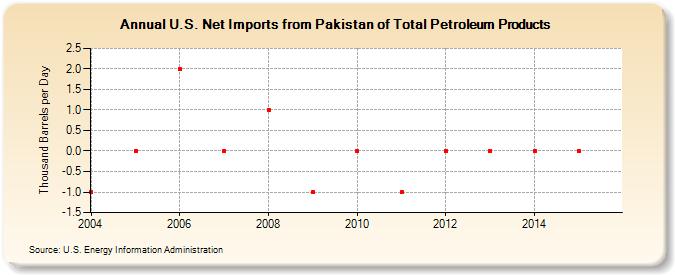 Annual U.S. Net Imports from Pakistan of Total Petroleum Products
Thousand Barrels per Day
2.5
2.0
1.5
1.0
0.5
0.0
-0.5
-1.0
-1.5
2004 2006 2008 2010 2012 2014
Source: U.S. Energy Information Administration